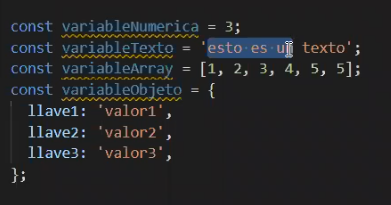 const variableNumerica = 3;
const variableTexto = 'esto es un texto';
const variableArray = [1, 2, 3, 4, 5, 5];
const variableObjeto = {
  llave1: 'valor1',
  llave2: 'valor2',
  llave3: 'valor3',
};